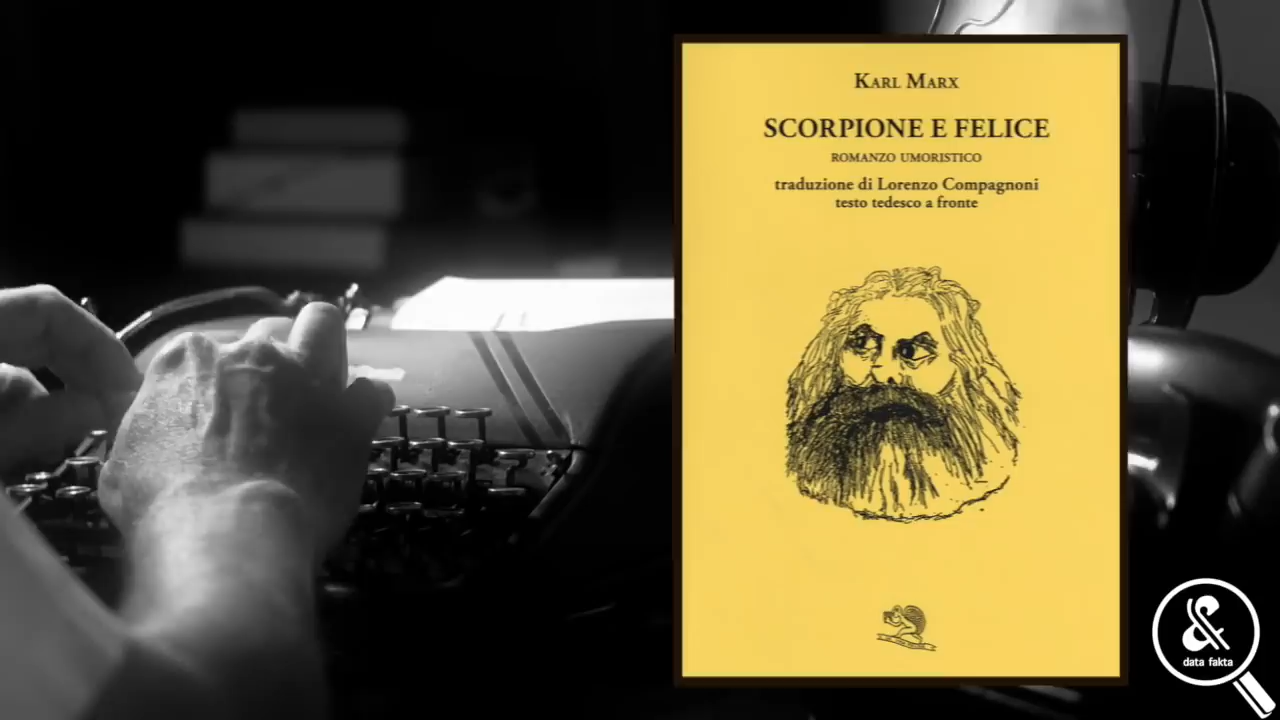 KARL MARX
SCORPIONE E FELICE
ROMANZO UMORISTICO
traduzione di Lorenzo Compagnoni
testo tedesco a fronte
&
data fakta